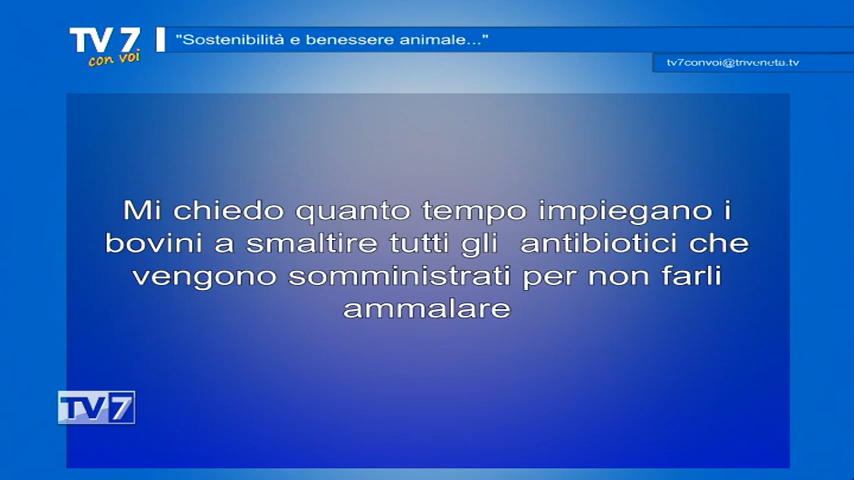 TV7
con voi
"Sostenibilità e benessere animale..."
tv7convoi@triveneta.tv
Mi chiedo quanto tempo impiegano i
bovini a smaltire tutti gli antibiotici che
vengono somministrati per non farli
ammalare
TV7